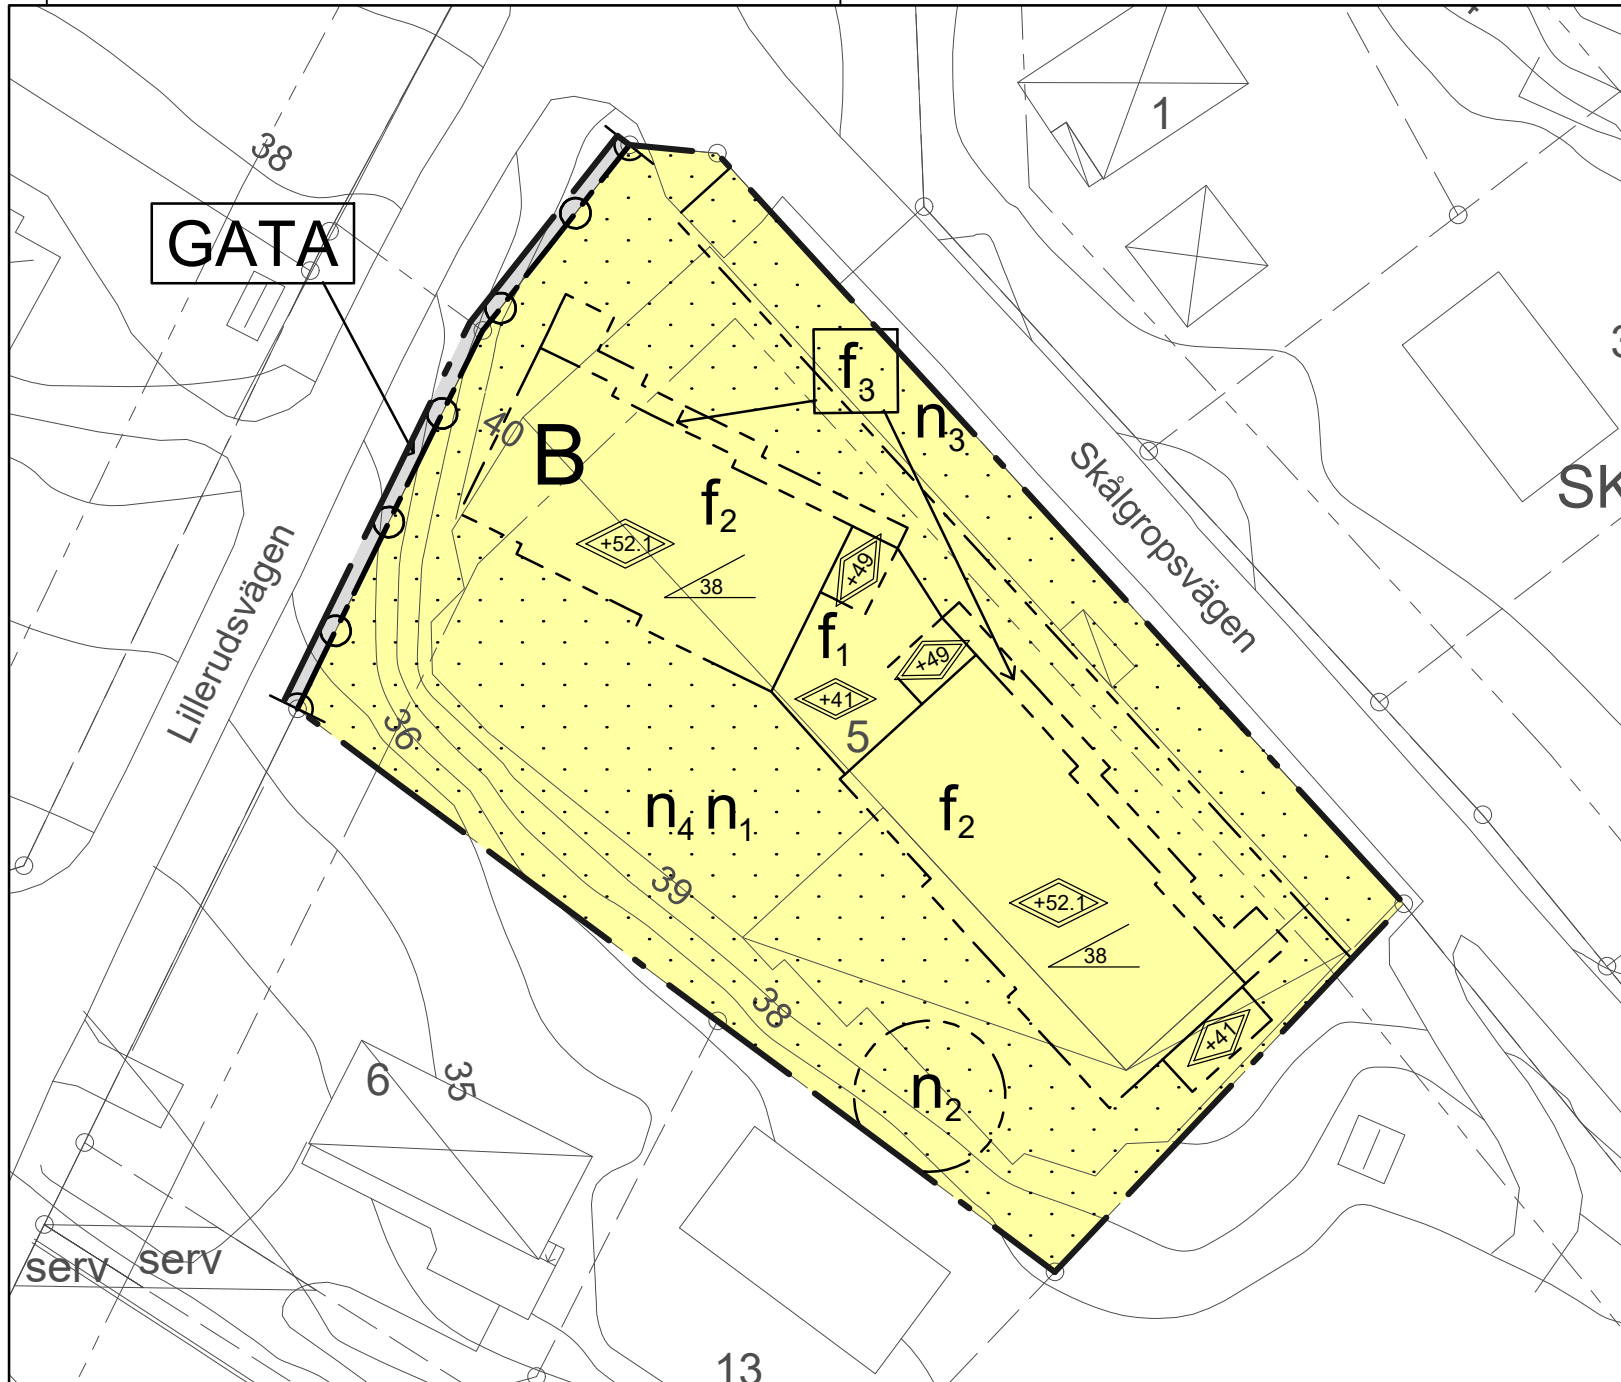 1
38
GATA
3
f3
n3
40
B
Skålgropsvägen
SK
f2
+52.1
38
+49
Lillerudsvägen
f1
+49
+41
36
5
n4 n1
f2
39
+52.1
38
38
+41
6
35
n2
serv
serv
13